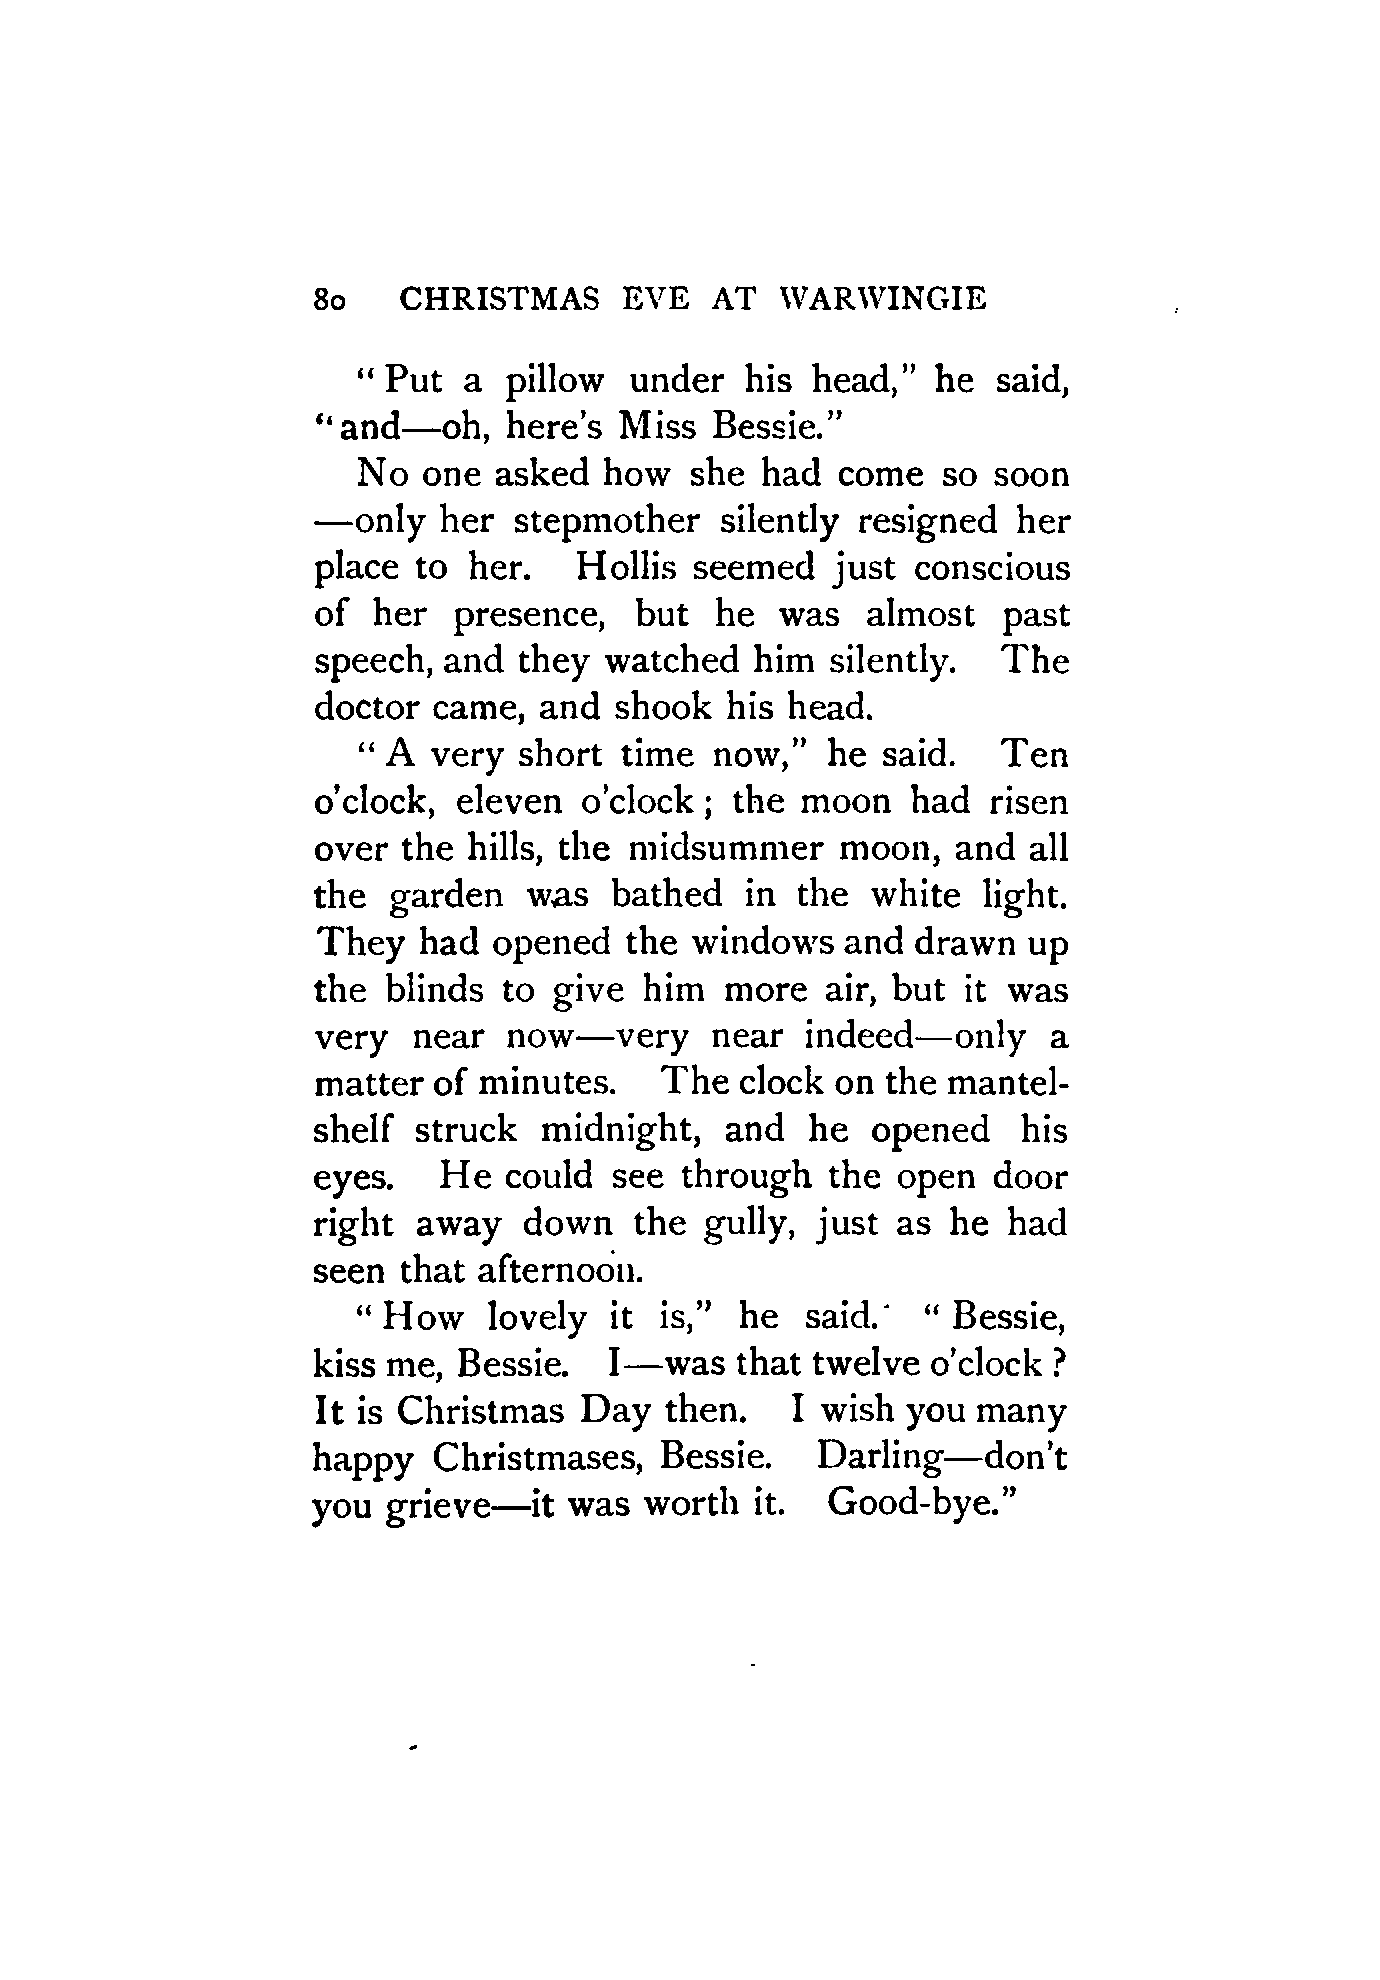 80 CHRISTMAS EVE AT WARWINGIE
"Put a pillow under his head," he said,
"and—oh, here's Miss Bessie."
No one asked how she had come so soon
—only her stepmother silently resigned her
place to her. Hollis seemed just conscious
of her presence, but he was almost past
speech, and they watched him silently. The
doctor came, and shook his head.
"A very short time now," he said. Ten
o'clock, eleven o'clock; the moon had risen
over the hills, the midsummer moon, and all
the garden was bathed in the white light.
They had opened the windows and drawn up
the blinds to give him more air, but it was
very near now—very near indeed—only a
matter of minutes. The clock on the mantel-
shelf struck midnight, and he opened his
eyes. He could see through the open door
right away down the gully, just as he had
seen that afternoon.
"How lovely it is," he said. "Bessie,
kiss me, Bessie. I—was that twelve o'clock?
It is Christmas Day then. I wish you many
happy Christmases, Bessie. Darling—don't
you grieve—it was worth it. Good-bye."